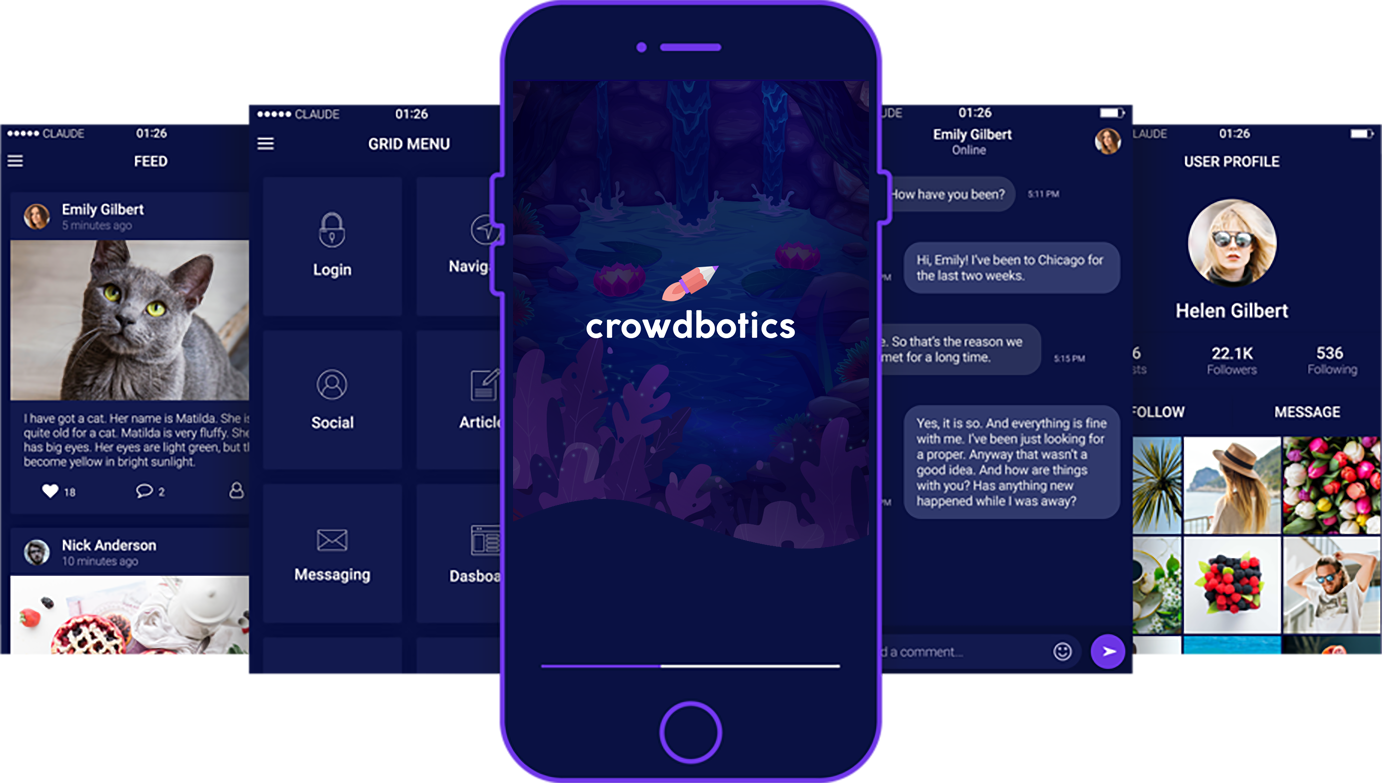 CLAUDE 01:26
FEED
Emily Gilbert
5 minutes ago
I have got a cat. Her name is Matilda. She is
quite old for a cat. Matilda is very fluffy. She
has big eyes. Her eyes are light green, but
become yellow in bright sunlight.
18 2
Nick Anderson
10 minutes ago
CLAUDE 01:26
GRID MENU
Login
Navig
Social
Article
Messaging
Dasboa
crowdbotics
UDE 01:26
Emily Gilbert
Online
How have you been? 5:11 PM
Hi, Emily! I've been to Chicago for
the last two weeks.
PM
e. So that's the reason we
met for a long time. 5:15 PM
Yes, it is so. And everything is fine
with me. I've been just looking for
a proper. Anyway that wasn't a
good idea. And how are things
with you? Has anything new
happened while I was away?
PM
d a comment...
LAUDE 01:26
USER PROFILE
Helen Gilbert
6 22.1K 536
sts Followers Following
FOLLOW MESSAGE